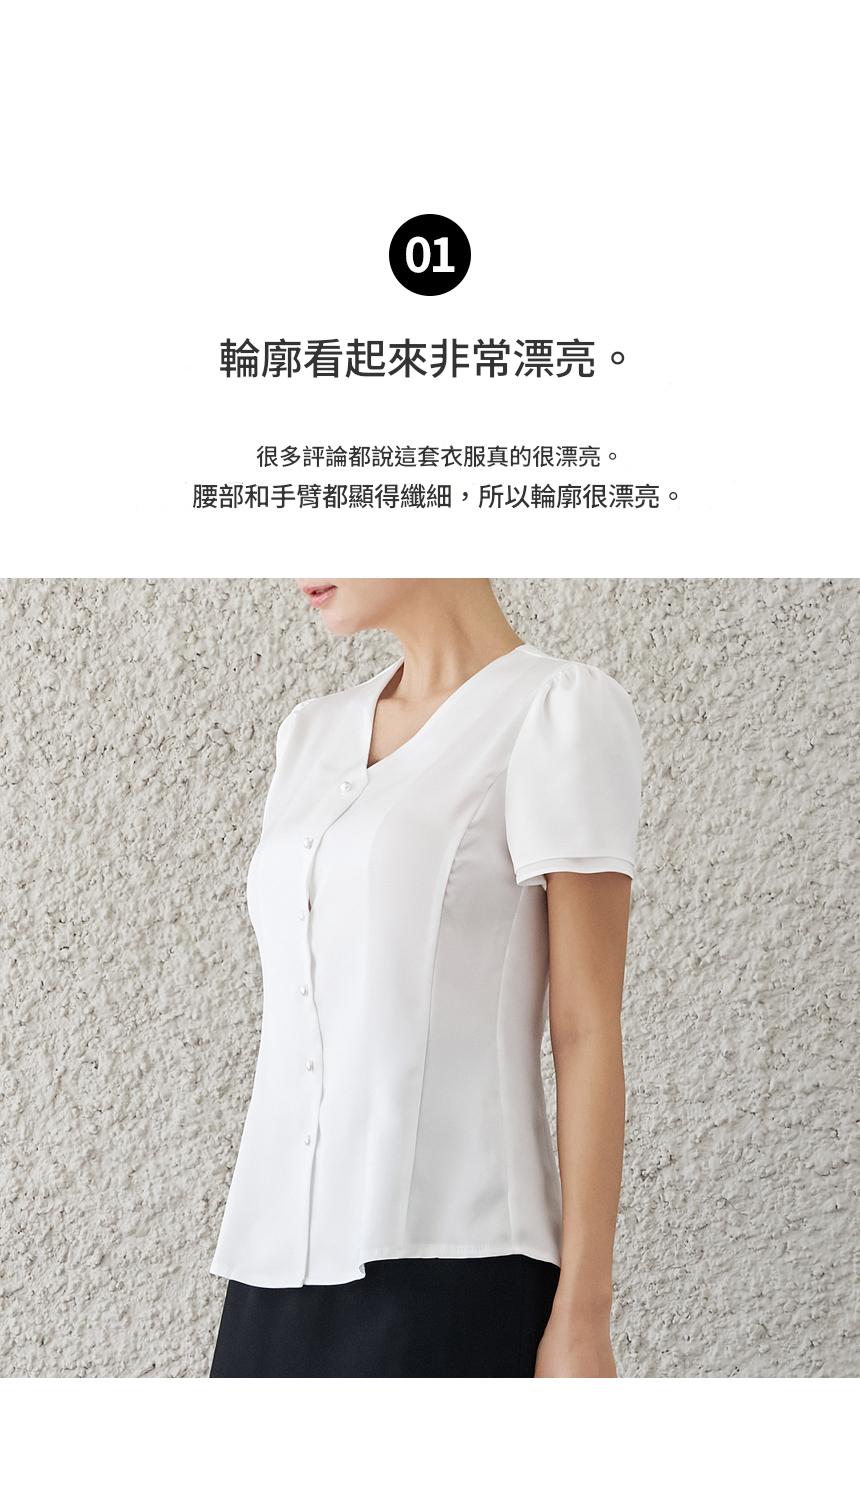 01
輪廓看起來非常漂亮。
很多評論都說這套衣服真的很漂亮。
腰部和手臂都顯得纖細，所以輪廓很漂亮。